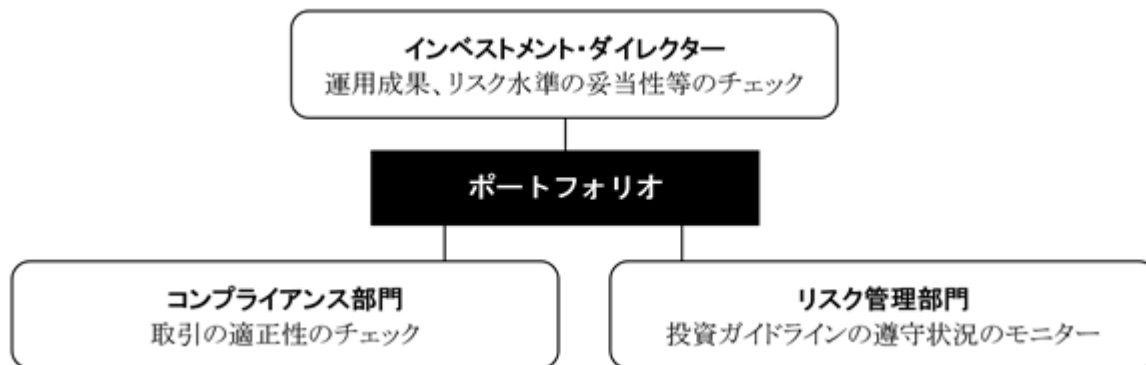 インベストメント・ダイレクター
運用成果、リスク水準の妥当性等のチェック
ポートフォリオ
コンプライアンス部門
取引の適正性のチェック
リスク管理部門
投資ガイドラインの遵守状況のモニター